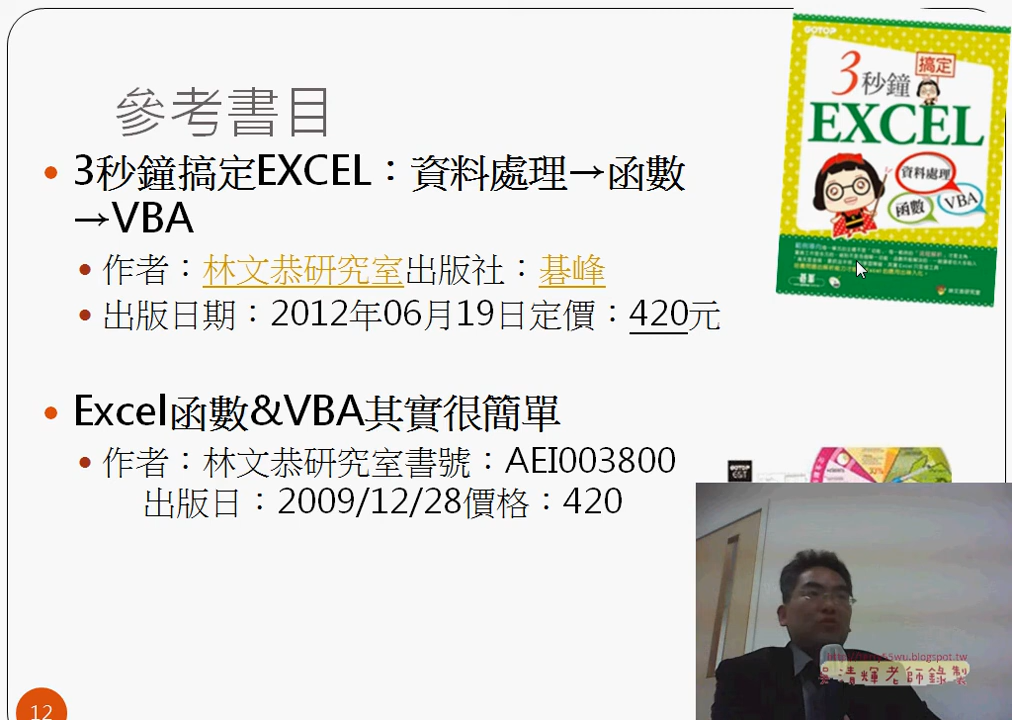 參考書目
3秒鐘搞定EXCEL：資料處理→函數
→VBA
作者：林文恭研究室出版社：碁峰
出版日期：2012年06月19日定價：420元
Excel函數&VBA其實很簡單
作者：林文恭研究室書號：AEI003800
出版日：2009/12/28價格：420
12
GOTOP
3秒鐘
搞定
EXCEL
資料處理
函數
VBA
GOTOP
吳清輝老師錄製